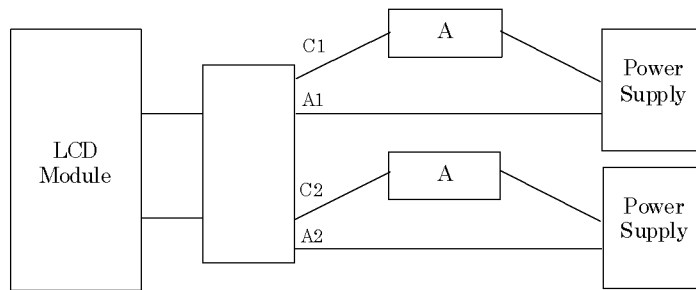 LCD
Module
C1
A
A1
Power
Supply
C2
A
A2
Power
Supply